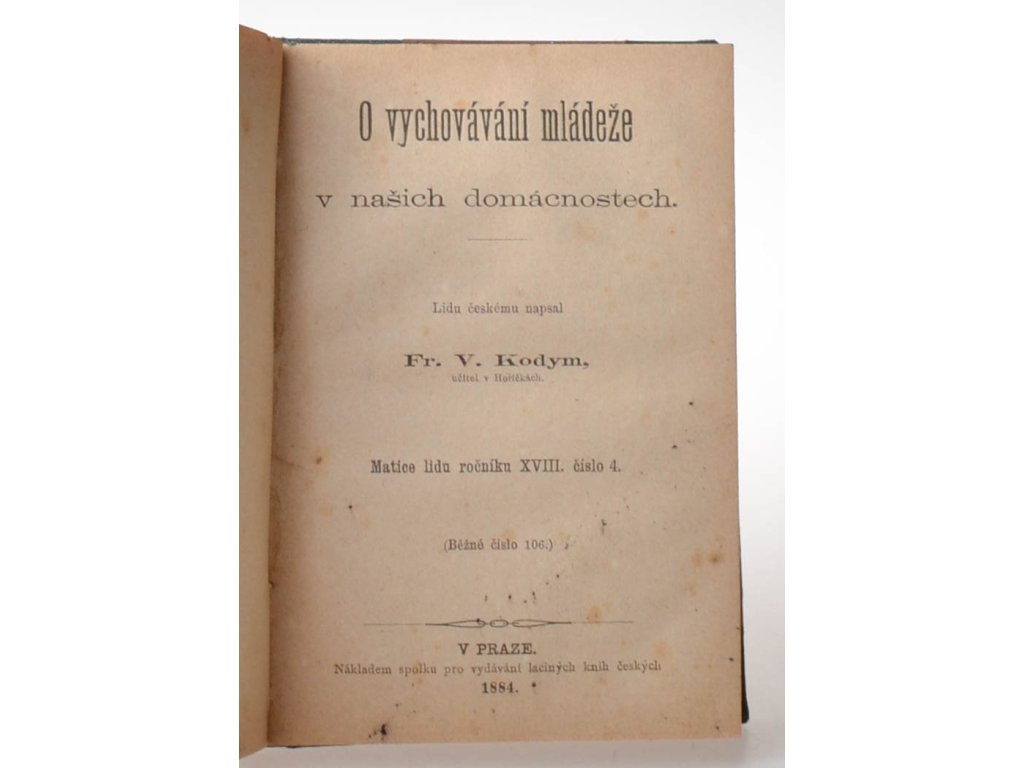 O vychovávání mládeže
v našich domácnostech.
Lidu českému napsal
Fr. V. Kodym,
učitel v Hořičkách.
Matice lidu ročníku XVIII. číslo 4.
(Běžné číslo 106.)
V PRAZE.
Nákladem spolku pro vydávání laciných knih českých
1884.